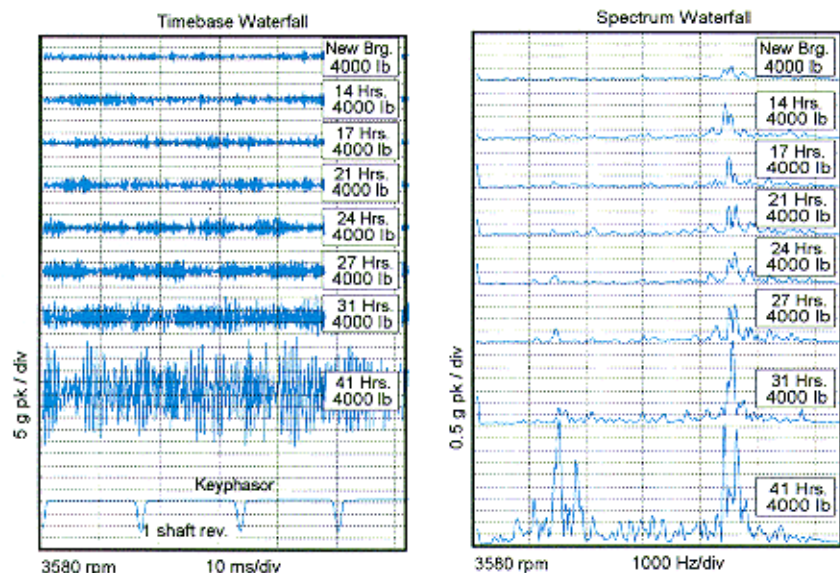 Timebase Waterfall
New Brg.
4000 lb
14 Hrs.
4000 lb
17 Hrs.
4000 lb
21 Hrs.
4000 lb
24 Hrs.
4000 lb
27 Hrs.
4000 lb
31 Hrs.
4000 lb
41 Hrs.
4000 lb
5 g pk / div
Keyphasor
1 shaft rev.
3580 rpm
10 ms/div
Spectrum Waterfall
New Brg.
4000 lb
14 Hrs.
4000 lb
17 Hrs.
4000 lb
21 Hrs.
4000 lb
24 Hrs.
4000 lb
27 Hrs.
4000 lb
31 Hrs.
4000 lb
41 Hrs.
4000 lb
0.5 g pk / div
3580 rpm
1000 Hz/div